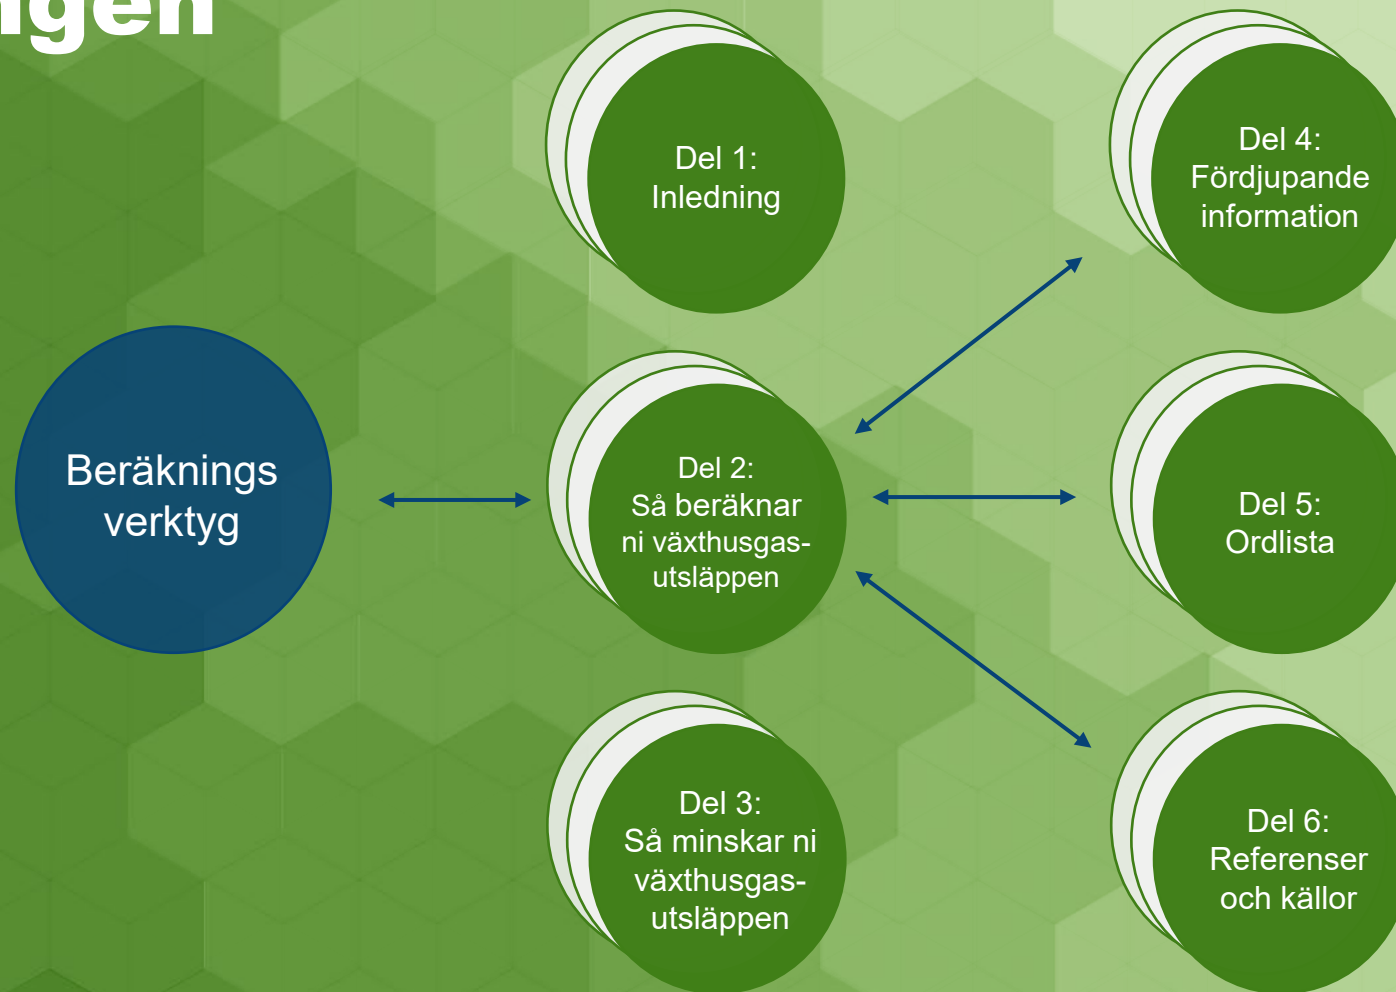 ngen
Del 1:
Inledning
Del 4:
Fördjupande
information
Beräknings
verktyg
Del 2:
Så beräknar
ni växthusgas-
utsläppen
Del 5:
Ordlista
Del 3:
Så minskar ni
växthusgas-
utsläppen
Del 6:
Referenser
och källor